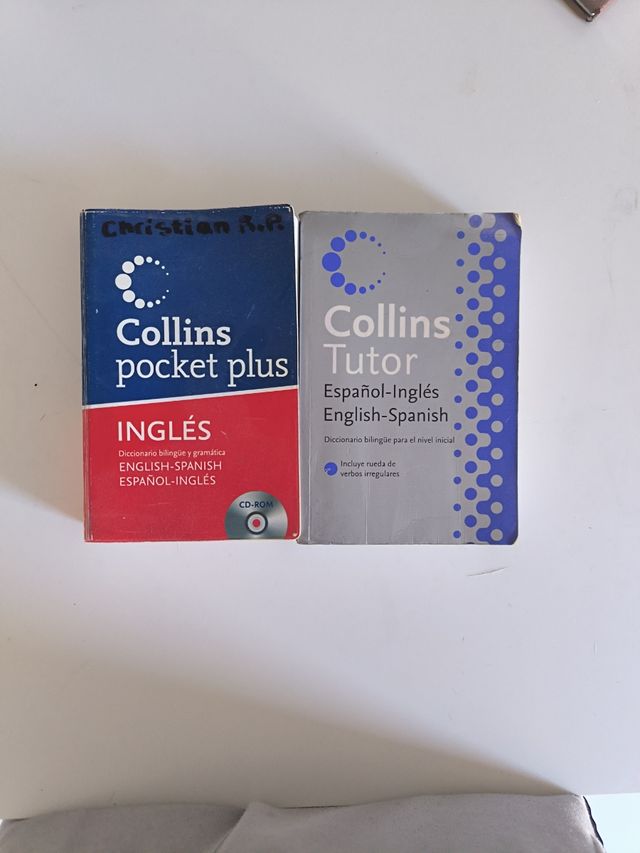 Christian R.P.
Collins
pocket plus
INGLÉS
Diccionario bilingüe y gramática
ENGLISH-SPANISH
ESPAÑOL-INGLÉS
CD-ROM
Collins
Tutor
Español-Inglés
English-Spanish
Diccionario bilingüe para el nivel inicial
Incluye rueda de
verbos irregulares